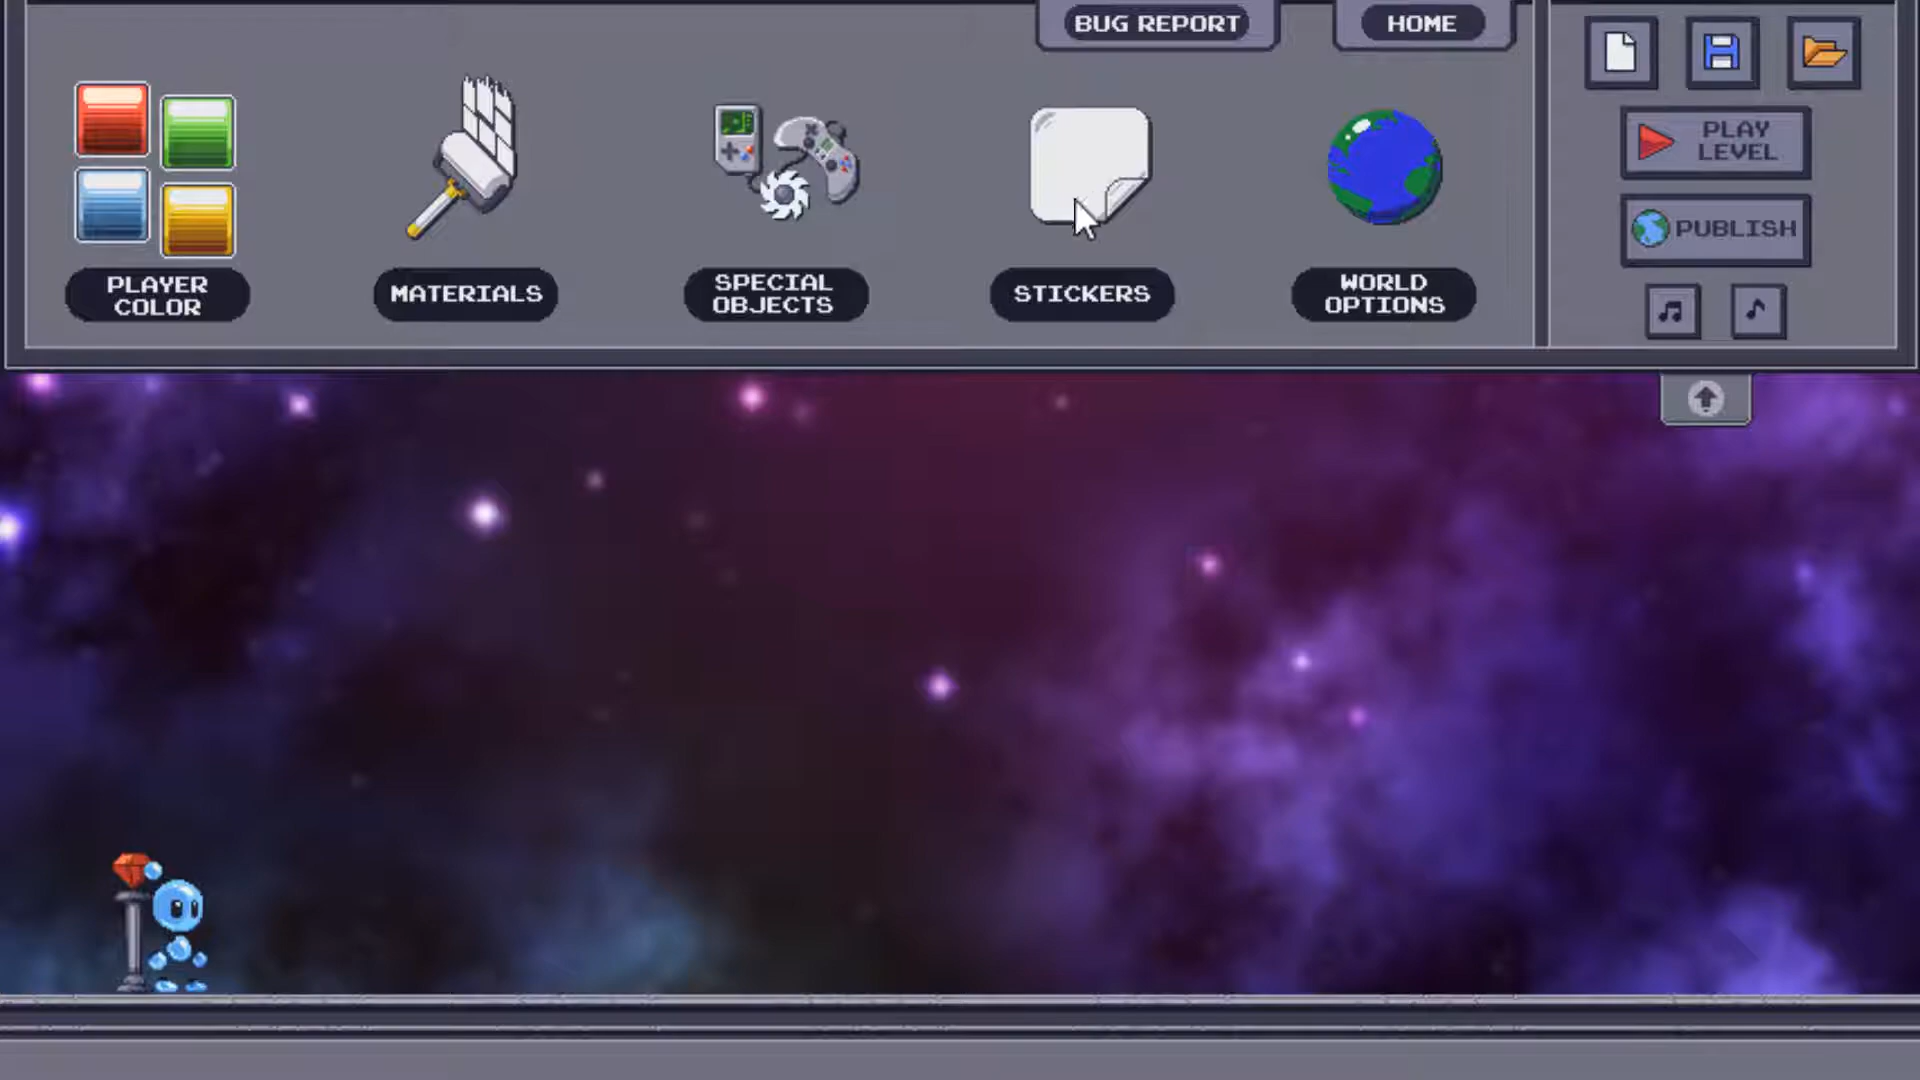 BUG REPORT
HOME
PLAY
LEVEL
PUBLISH
PLAYER
COLOR
MATERIALS
SPECIAL
OBJECTS
STICKERS
WORLD
OPTIONS